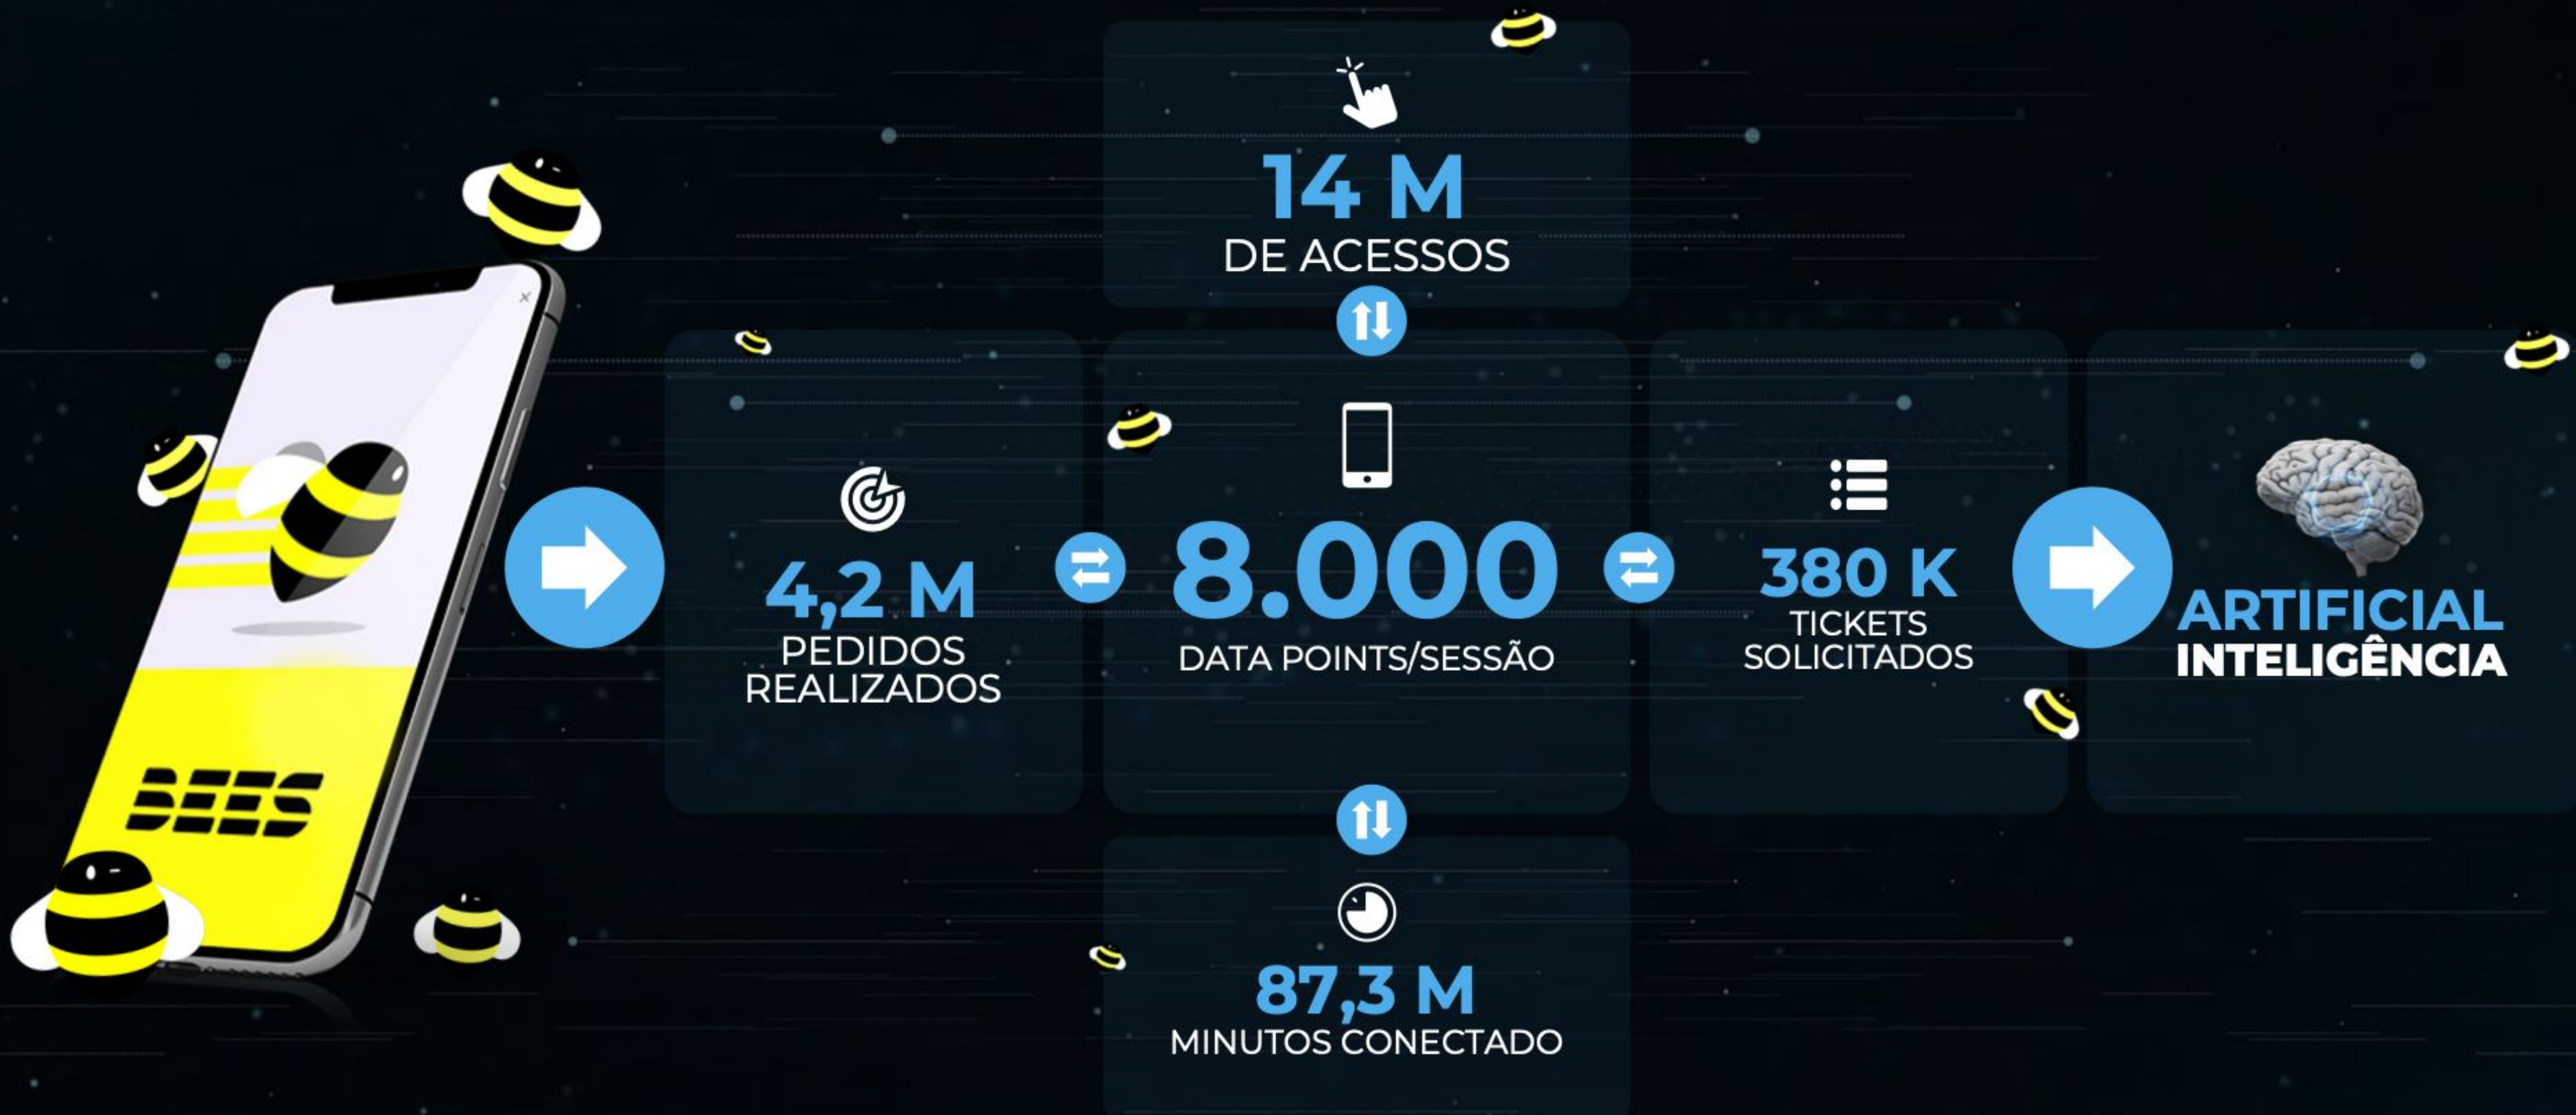 BEES
14 M
DE ACESSOS
4,2 M
PEDIDOS
REALIZADOS
8.000
DATA POINTS/SESSÃO
380 K
TICKETS
SOLICITADOS
ARTIFICIAL
INTELIGÊNCIA
87,3 M
MINUTOS CONECTADO